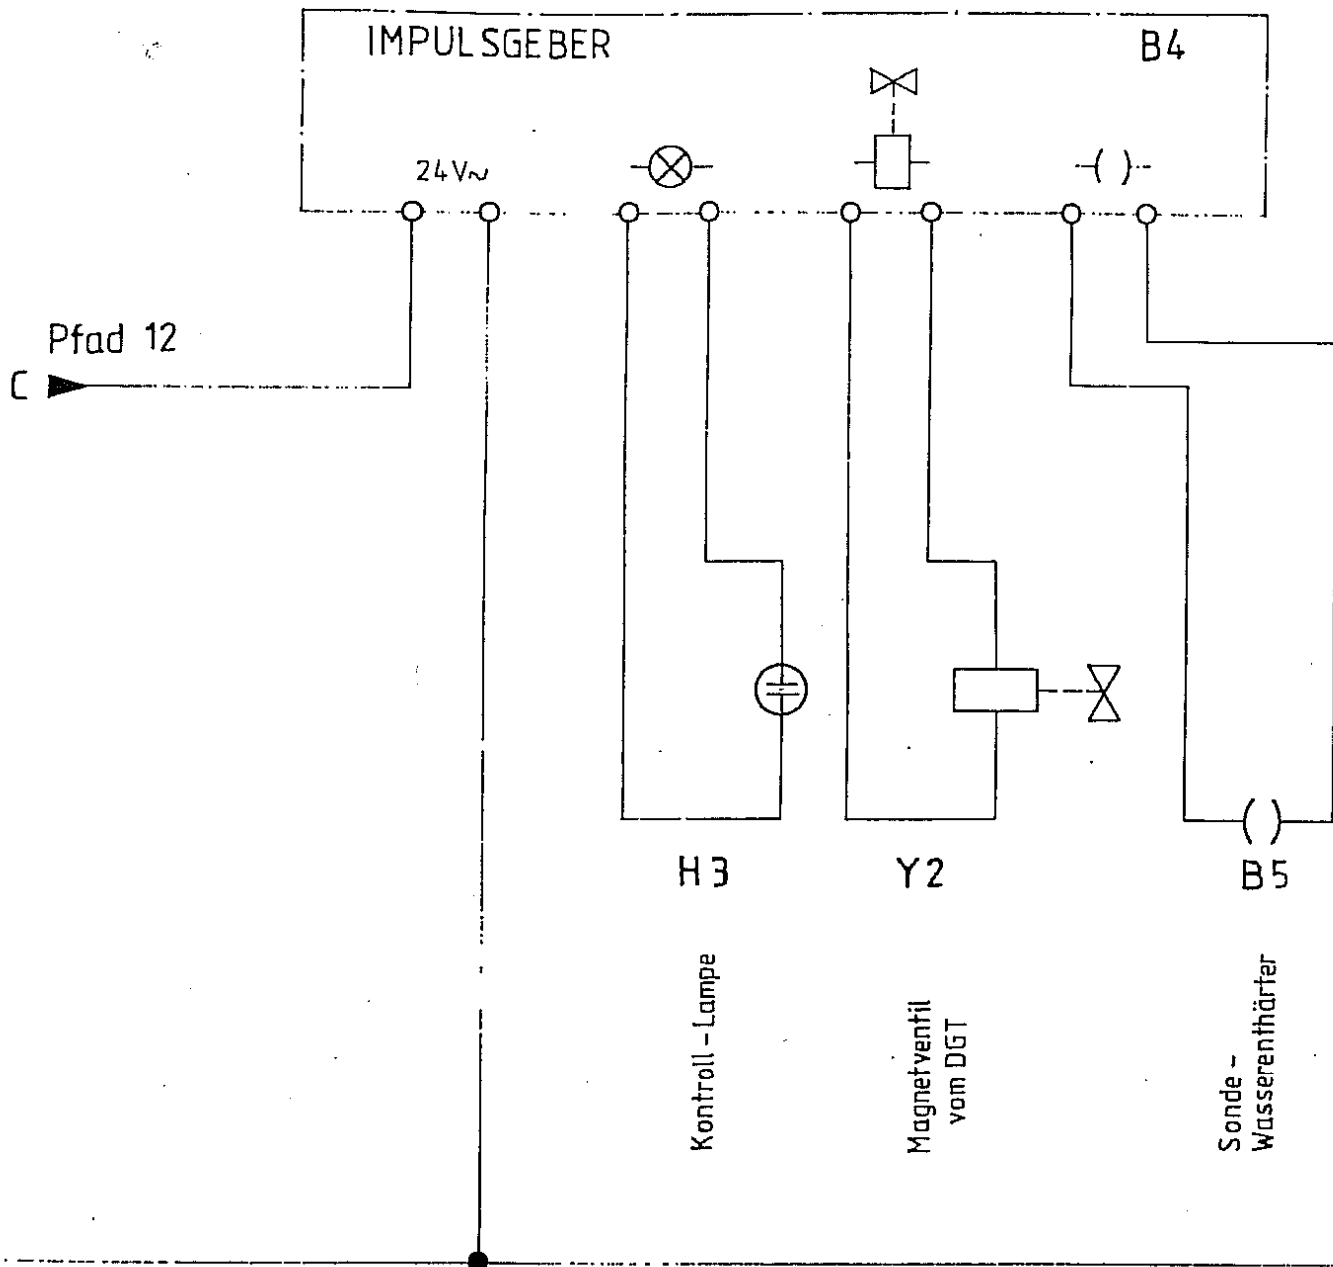 IMPULSGEBER
B4
24V~
Pfad 12
C
H3
Y2
B5
Kontroll-Lampe
Magnetventil
vom DGT
Sonde-
Wasserenthärter